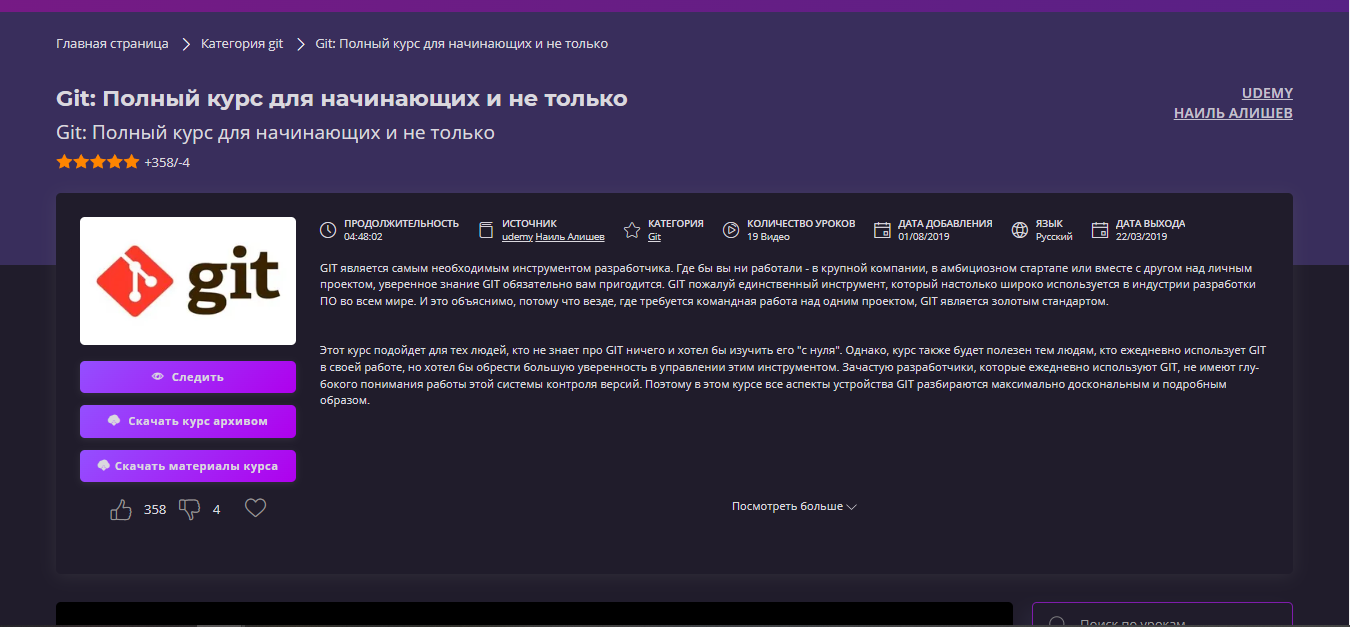 Главная страница > Категория git > Git: Полный курс для начинающих и не только
Git: Полный курс для начинающих и не только
UDEMY
НАИЛЬ АЛИШЕВ
Git: Полный курс для начинающих и не только
+358/-4
git
ПРОДОЛЖИТЕЛЬНОСТЬ
04:48:02
ИСТОЧНИК
udemy Наиль Алишев
КАТЕГОРИЯ
Git
КОЛИЧЕСТВО УРОКОВ
19 Видео
ДАТА ДОБАВЛЕНИЯ
01/08/2019
ЯЗЫК
Русский
ДАТА ВЫХОДА
22/03/2019
GIT является самым необходимым инструментом разработчика. Где бы вы ни работали - в крупной компании, в амбициозном стартапе или вместе с другом над личным
проектом, уверенное знание GIT обязательно вам пригодится. GIT пожалуй единственный инструмент, который настолько широко используется в индустрии разработки
ПО во всем мире. И это объяснимо, потому что везде, где требуется командная работа над одним проектом, GIT является золотым стандартом.
Этот курс подойдет для тех людей, кто не знает про GIT ничего и хотел бы изучить его "с нуля". Однако, курс также будет полезен тем людям, кто ежедневно использует GIT
в своей работе, но хотел бы обрести большую уверенность в управлении этим инструментом. Зачастую разработчики, которые ежедневно используют GIT, не имеют глу-
бокого понимания работы этой системы контроля версий. Поэтому в этом курсе все аспекты устройства GIT разбираются максимально доскональным и подробным
образом.
Следить
Скачать курс архивом
Скачать материалы курса
358 4
Посмотреть больше
Поиск по урокам